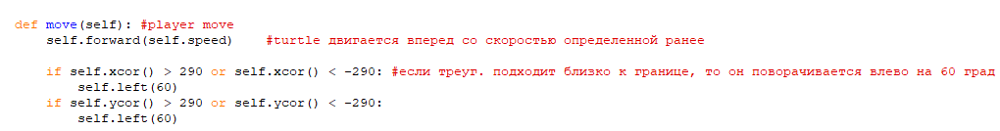 def move(self): #player move
self.forward(self.speed) #turtle двигается вперед со скоростью определенной ранее
if self.xcor() > 290 or self.xcor() < -290: #если треуг. подходит близко к границе, то он поворачивается влево на 60 град
self.left(60)
if self.ycor() > 290 or self.ycor() < -290:
self.left(60)